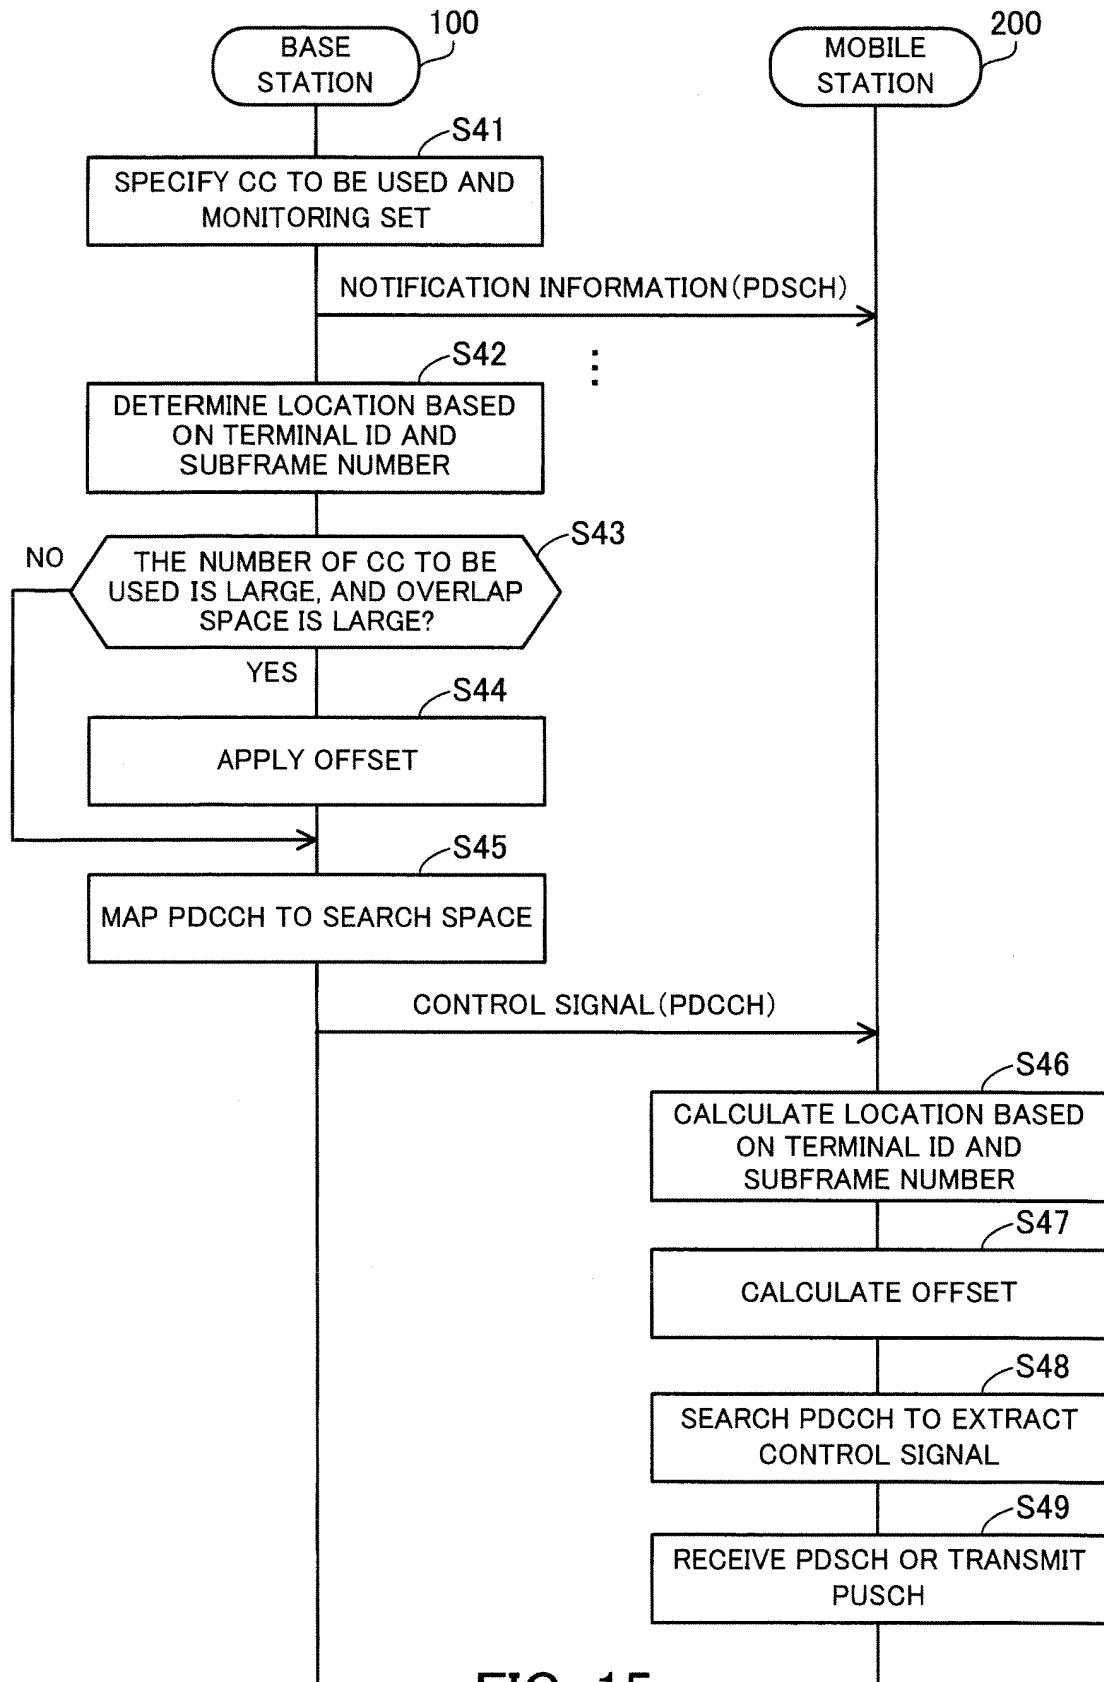 100
BASE
STATION
200
MOBILE
STATION
S41
SPECIFY CC TO BE USED AND
MONITORING SET
NOTIFICATION INFORMATION(PDSCH)
S42
DETERMINE LOCATION BASED
ON TERMINAL ID AND
SUBFRAME NUMBER
S43
NO
THE NUMBER OF CC TO BE
USED IS LARGE, AND OVERLAP
SPACE IS LARGE?
YES
S44
APPLY OFFSET
S45
MAP PDCCH TO SEARCH SPACE
CONTROL SIGNAL(PDCCH)
S46
CALCULATE LOCATION BASED
ON TERMINAL ID AND
SUBFRAME NUMBER
S47
CALCULATE OFFSET
S48
SEARCH PDCCH TO EXTRACT
CONTROL SIGNAL
S49
RECEIVE PDSCH OR TRANSMIT
PUSCH
FIG. 15